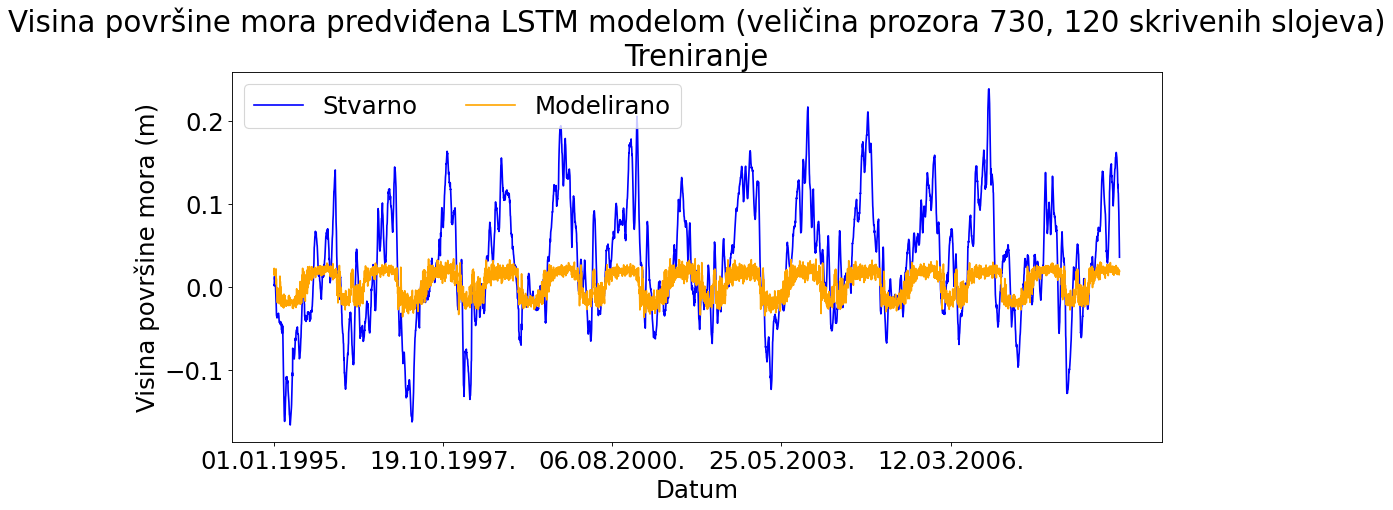 Visina površine mora predviđena LSTM modelom (veličina prozora 730, 120 skrivenih slojeva)
Treniranje
Stvarno
Modelirano
Visina površine mora (m)
0.2
0.1
0.0
−0.1
01.01.1995.
19.10.1997.
06.08.2000.
25.05.2003.
12.03.2006.
Datum